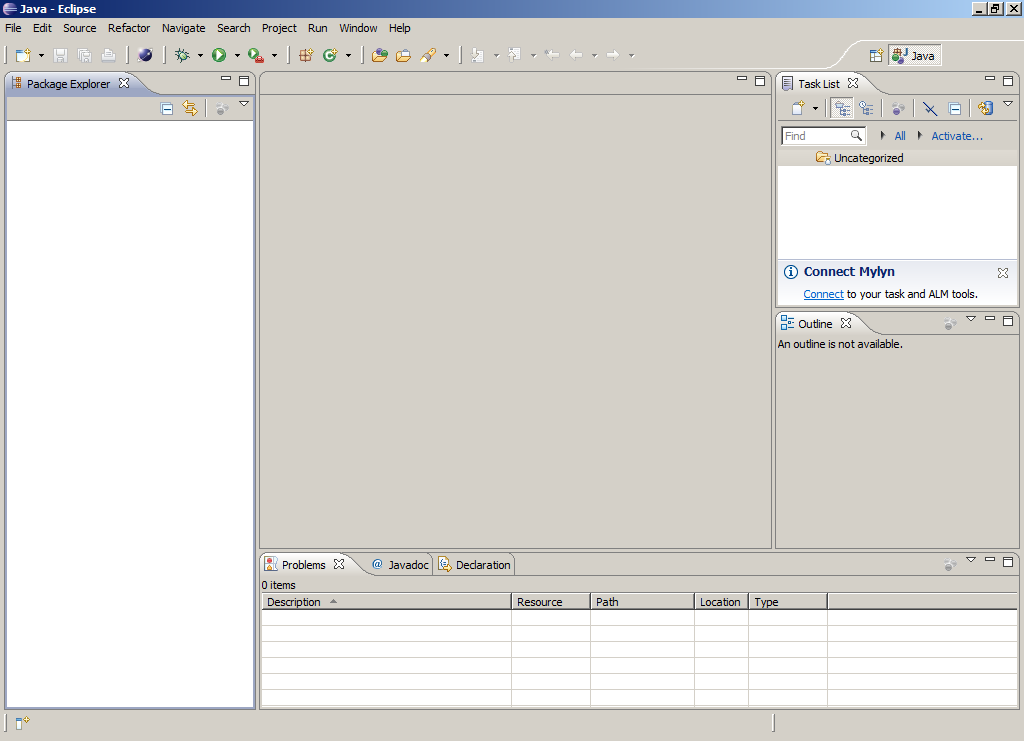 Java - Eclipse
File Edit Source Refactor Navigate Search Project Run Window Help
Java
Package Explorer
Task List
Find
All
Activate...
Uncategorized
Connect Mylyn
Connect to your task and ALM tools.
Outline
An outline is not available.
Problems
@ Javadoc
Declaration
0 items
Description Resource Path Location Type